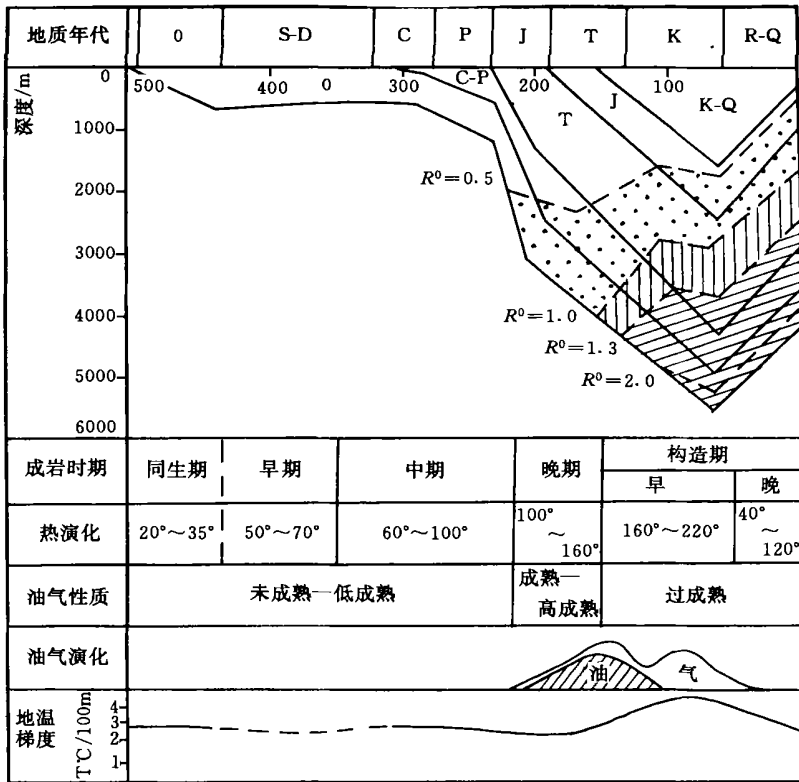 地质年代 O S-D C P J T K R-Q
深度/m
0
500 400 O 300 C-P 200 100
T J K-Q
1000
2000
3000
4000
5000
6000
R⁰=0.5
R⁰=1.0
R⁰=1.3
R⁰=2.0
成岩时期 同生期 早期 中期 晚期 构造期
早 晚
热演化 20°～35° 50°～70° 60°～100° 100°～160° 160°～220° 40°～120°
油气性质 未成熟—低成熟 成熟—高成熟 过成熟
油气演化 油 气
地温梯度 T℃/100m
4
3
2
1